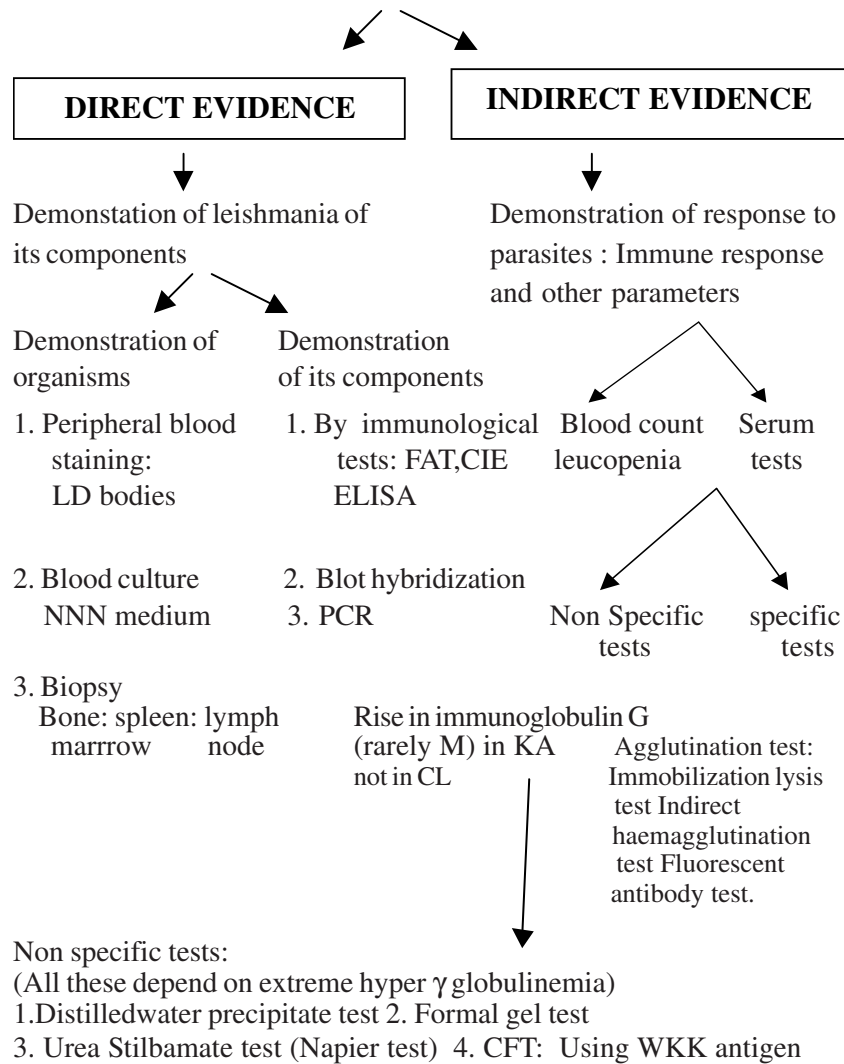 DIRECT EVIDENCE
INDIRECT EVIDENCE
Demonstation of leishmania of
its components
Demonstration of response to
parasites : Immune response
and other parameters
Demonstration of
organisms
Demonstration
of its components
1. Peripheral blood
staining:
LD bodies
1. By immunological
tests: FAT,CIE
ELISA
Blood count
leucopenia
Serum
tests
2. Blood culture
NNN medium
2. Blot hybridization
3. PCR
Non Specific
tests
specific
tests
3. Biopsy
Bone: spleen: lymph
marrrow node
Rise in immunoglobulin G
(rarely M) in KA
not in CL
Agglutination test:
Immobilization lysis
test Indirect
haemagglutination
test Fluorescent
antibody test.
Non specific tests:
(All these depend on extreme hyper γ globulinemia)
1.Distilledwater precipitate test 2. Formal gel test
3. Urea Stilbamate test (Napier test) 4. CFT: Using WKK antigen